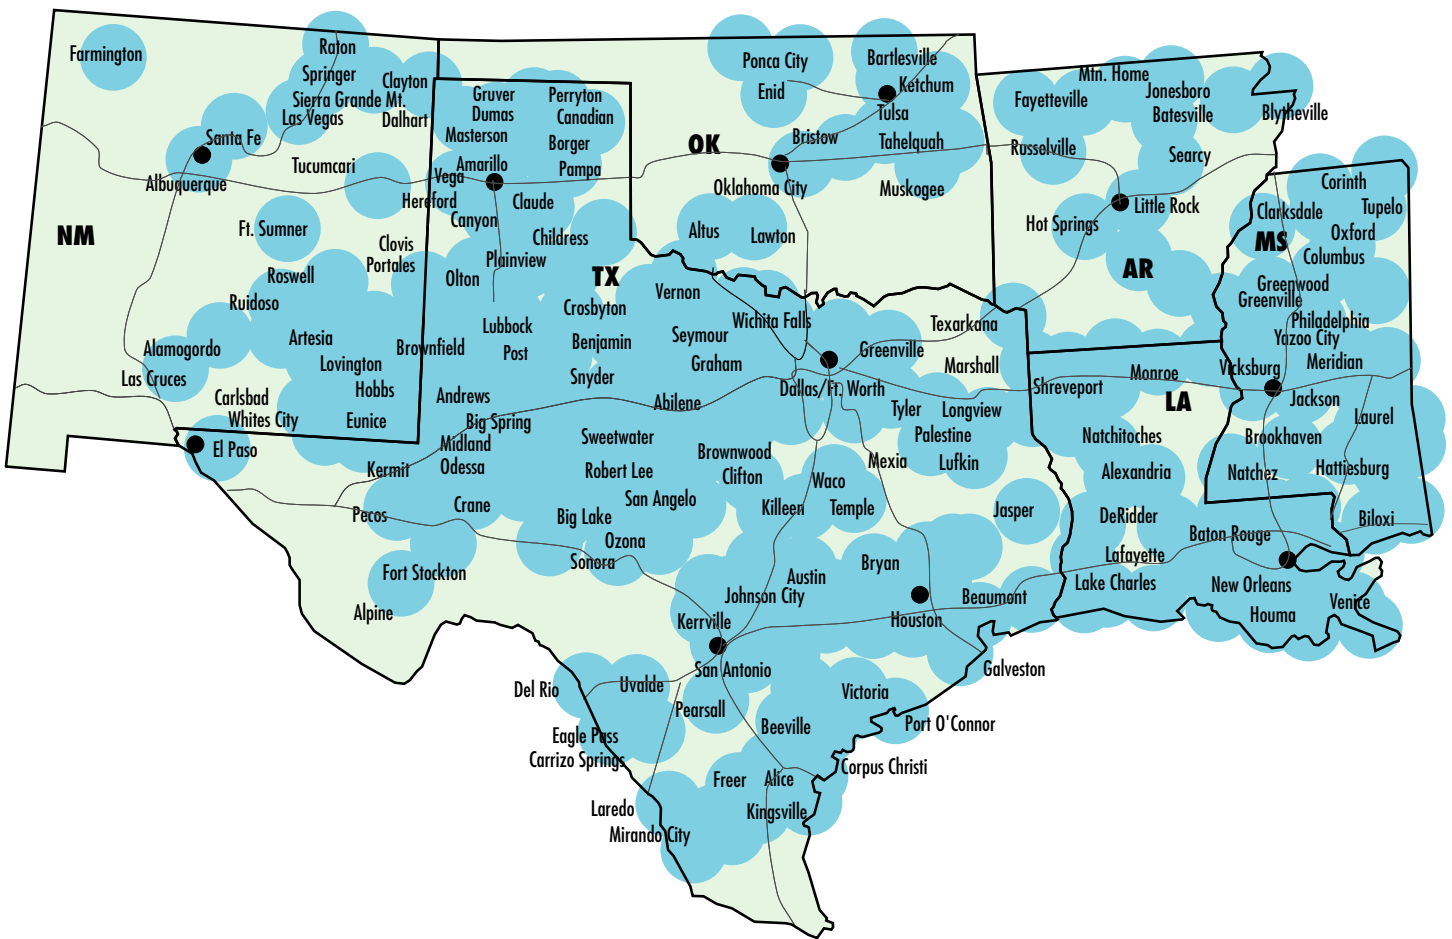 Farmington
Raton
Springer
Clayton
Sierra Grande Mt.
Las Vegas
Dalhart
Santa Fe
Albuquerque
Tucumcari
NM
Ft. Sumner
Clovis
Portales
Roswell
Ruidoso
Artesia
Alamogordo
Lovington
Las Cruces
Hobbs
Carlsbad
Whites City
Eunice
El Paso
Gruver
Perryton
Dumas
Canadian
Masterson
Borger
Amarillo
Pampa
Vega
Hereford
Claude
Canyon
Childress
Plainview
Olton
TX
Vernon
Crosbyton
Lubbock
Post
Benjamin
Seymour
Wichita Falls
Brownfield
Graham
Snyder
Andrews
Abilene
Big Spring
Midland
Odessa
Sweetwater
Kermit
Robert Lee
Brownwood
Clifton
San Angelo
Crane
Pecos
Big Lake
Ozona
Sonora
Fort Stockton
Alpine
Killeen
Waco
Temple
Mexia
Dallas/Ft. Worth
Greenville
Texarkana
Marshall
Tyler
Longview
Palestine
Lufkin
Jasper
Bryan
Austin
Johnson City
Kerrville
Houston
Beaumont
San Antonio
Galveston
Del Rio
Uvalde
Pearsall
Victoria
Beeville
Port O'Connor
Eagle Pass
Carrizo Springs
Freer
Alice
Corpus Christi
Laredo
Kingsville
Mirando City
Ponca City
Bartlesville
Enid
Ketchum
Tulsa
Bristow
Tahelquah
OK
Oklahoma City
Muskogee
Altus
Lawton
Mtn. Home
Fayetteville
Jonesboro
Batesville
Blytheville
Russelville
Searcy
Little Rock
Hot Springs
AR
Corinth
Clarksdale
Tupelo
MS
Oxford
Columbus
Greenwood
Greenville
Philadelphia
Yazoo City
Meridian
Vicksburg
Jackson
Laurel
Brookhaven
Natchez
Hattiesburg
Biloxi
Shreveport
Monroe
LA
Natchitoches
Alexandria
DeRidder
Baton Rouge
Lafayette
Lake Charles
New Orleans
Houma
Venice